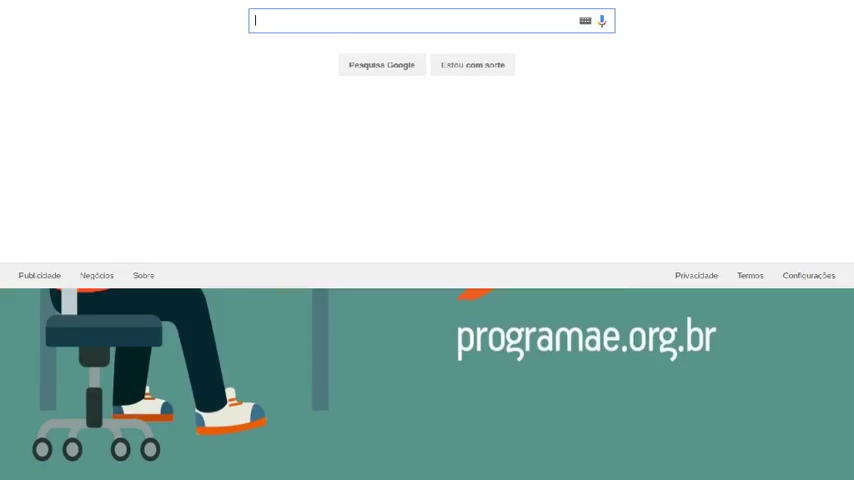 Pesquisa Google Estou com sorte
Publicidade Negócios Sobre Privacidade Termos Configurações
programae.org.br